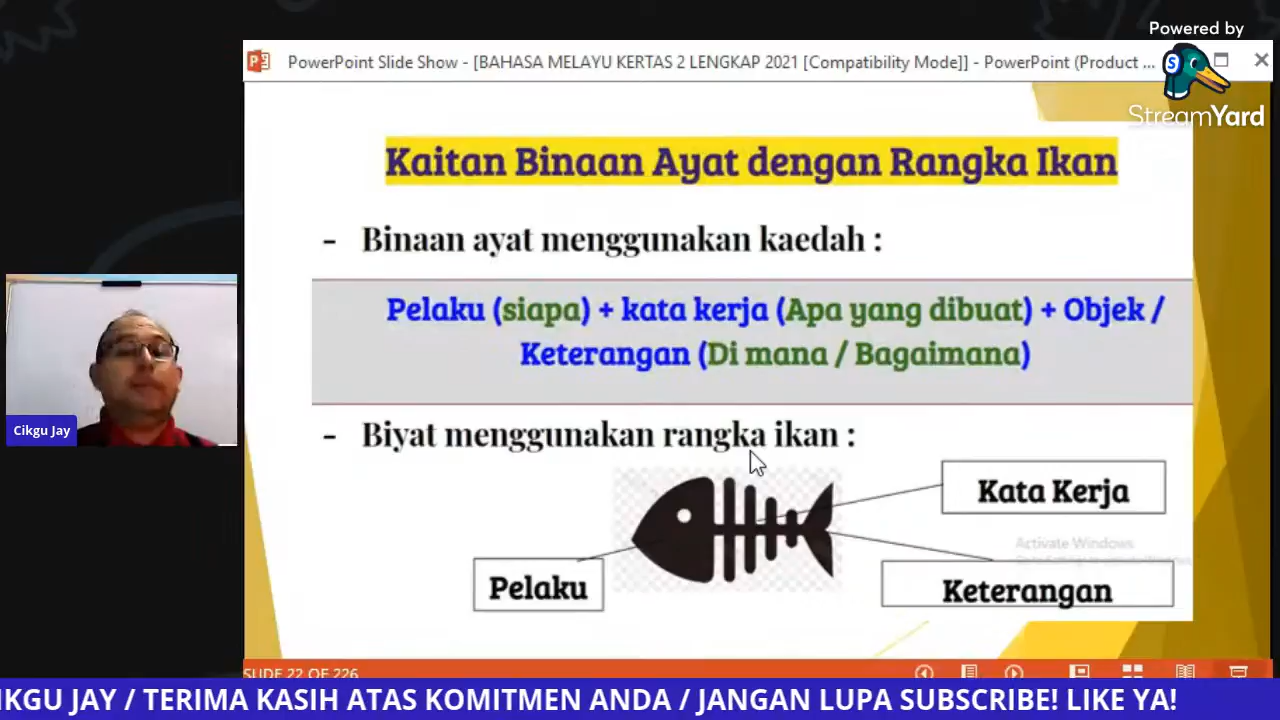 Powered by
StreamYard
PowerPoint Slide Show - [BAHASA MELAYU KERTAS 2 LENGKAP 2021 [Compatibility Mode]] - PowerPoint (Product ...
Kaitan Binaan Ayat dengan Rangka Ikan
- Binaan ayat menggunakan kaedah :
Pelaku (siapa) + kata kerja (Apa yang dibuat) + Objek /
Keterangan (Di mana / Bagaimana)
- Biyat menggunakan rangka ikan :
Kata Kerja
Activate Windows
Pelaku
Keterangan
Cikgu Jay
SLIDE 22 OF 226
IKGU JAY / TERIMA KASIH ATAS KOMITMEN ANDA / JANGAN LUPA SUBSCRIBE! LIKE YA!